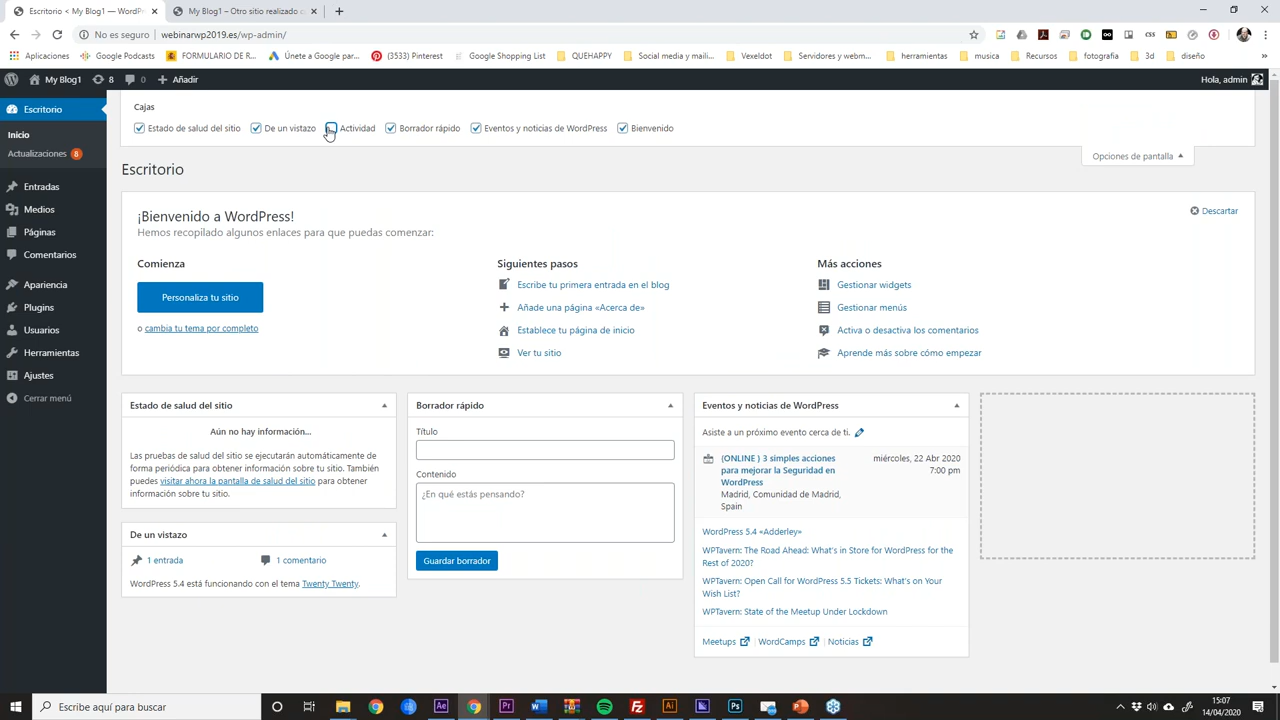 Escritorio < My Blog1 — WordP
My Blog1 – Otro sitio realizado c
No es seguro
webinarwp2019.es/wp-admin/
Aplicaciones
Google Podcasts
FORMULARIO DE R...
Únete a Google par...
(3533) Pinterest
Google Shopping List
QUEHAPPY
Social media y maili...
Vexeldot
Servidores y webm...
herramientas
musica
Recursos
fotografia
3d
diseño
»
My Blog1
8
0
Añadir
Hola, admin
Escritorio
Inicio
Actualizaciones 8
Entradas
Medios
Páginas
Comentarios
Apariencia
Plugins
Usuarios
Herramientas
Ajustes
Cerrar menú
Cajas
Estado de salud del sitio
De un vistazo
Actividad
Borrador rápido
Eventos y noticias de WordPress
Bienvenido
Opciones de pantalla
Escritorio
¡Bienvenido a WordPress!
Descartar
Hemos recopilado algunos enlaces para que puedas comenzar:
Comienza
Personaliza tu sitio
o cambia tu tema por completo
Siguientes pasos
Escribe tu primera entrada en el blog
Añade una página «Acerca de»
Establece tu página de inicio
Ver tu sitio
Más acciones
Gestionar widgets
Gestionar menús
Activa o desactiva los comentarios
Aprende más sobre cómo empezar
Estado de salud del sitio
Aún no hay información...
Las pruebas de salud del sitio se ejecutarán automáticamente de
forma periódica para obtener información sobre tu sitio. También
puedes visitar ahora la pantalla de salud del sitio para obtener
información sobre tu sitio.
De un vistazo
1 entrada
1 comentario
WordPress 5.4 está funcionando con el tema Twenty Twenty.
Borrador rápido
Título
Contenido
¿En qué estás pensando?
Guardar borrador
Eventos y noticias de WordPress
Asiste a un próximo evento cerca de ti.
(ONLINE ) 3 simples acciones
para mejorar la Seguridad en
WordPress
Madrid, Comunidad de Madrid,
Spain
miércoles, 22 Abr 2020
7:00 pm
WordPress 5.4 «Adderley»
WPTavern: The Road Ahead: What's in Store for WordPress for the
Rest of 2020?
WPTavern: Open Call for WordPress 5.5 Tickets: What's on Your
Wish List?
WPTavern: State of the Meetup Under Lockdown
Meetups | WordCamps | Noticias
Escribe aquí para buscar
15:07
14/04/2020